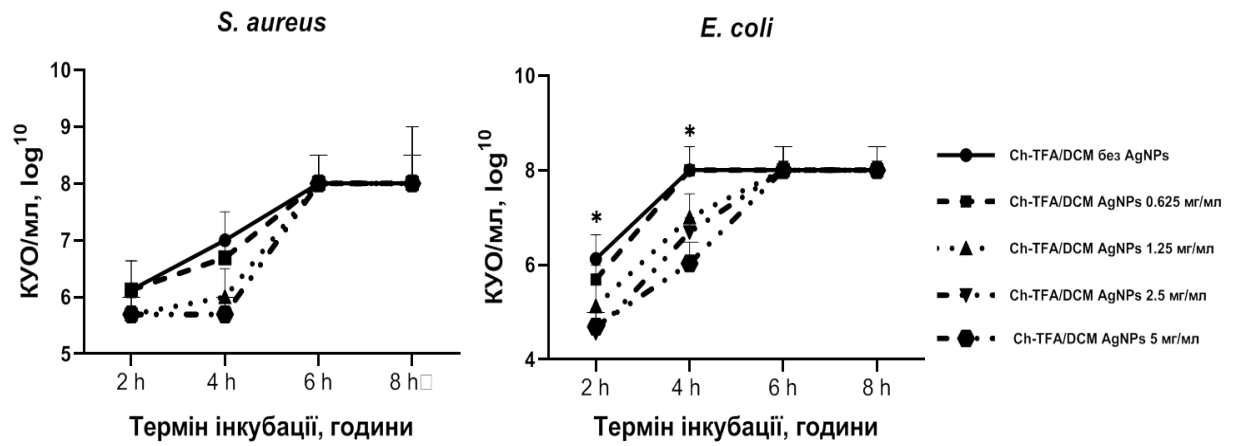 S. aureus
КУО/мл, log10
10
9
8
7
6
5
2 h
4 h
6 h
8 h□
Термін інкубації, години
E. coli
КУО/мл, log10
10
8
6
4
*
*
2 h
4 h
6 h
8 h
Термін інкубації, години
Ch-TFA/DCM без AgNPs
Ch-TFA/DCM AgNPs 0.625 мг/мл
Ch-TFA/DCM AgNPs 1.25 мг/мл
Ch-TFA/DCM AgNPs 2.5 мг/мл
Ch-TFA/DCM AgNPs 5 мг/мл